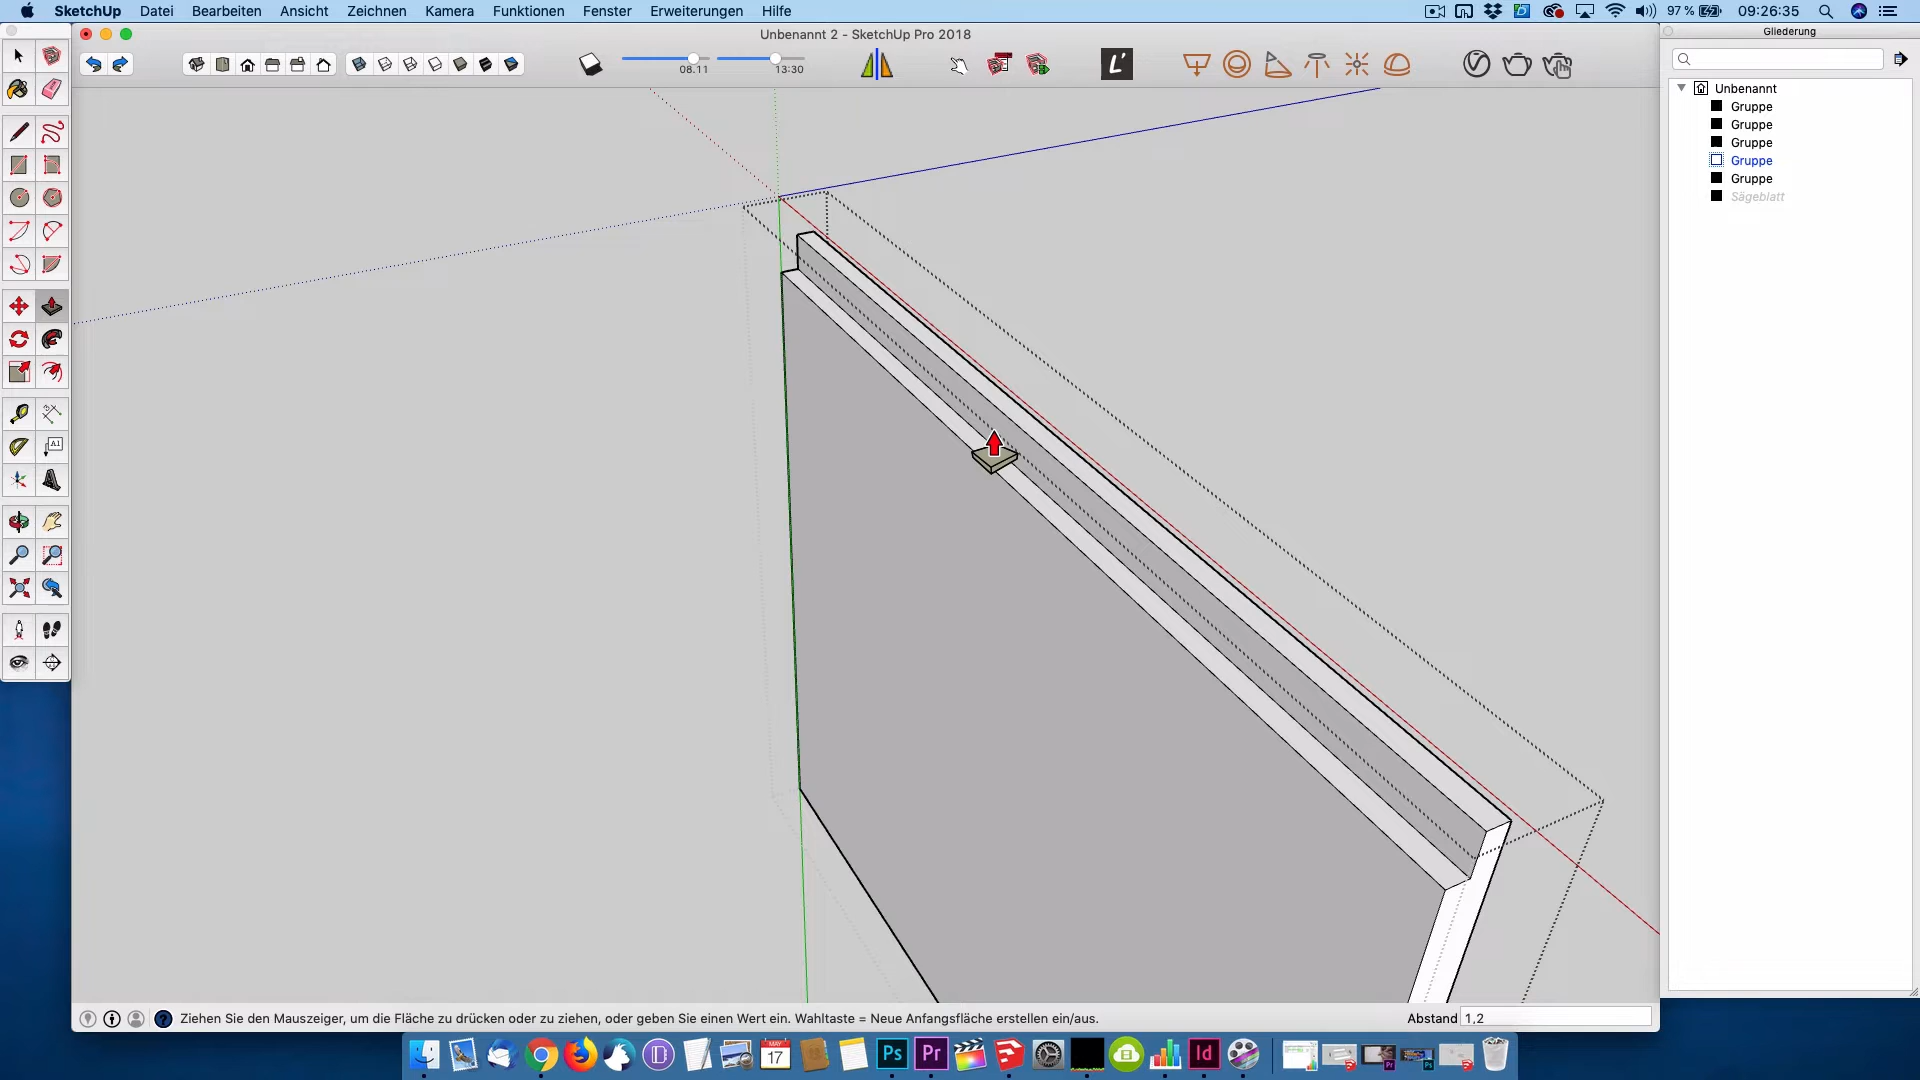 SketchUp Datei Bearbeiten Ansicht Zeichnen Kamera Funktionen Fenster Erweiterungen Hilfe
97 % 09:26:35
Unbenannt 2 - SketchUp Pro 2018
Gliederung
08.11 13:30
L'
Unbenannt
Gruppe
Gruppe
Gruppe
Gruppe
Gruppe
Sägeblatt
A1
Ziehen Sie den Mauszeiger, um die Fläche zu drücken oder zu ziehen, oder geben Sie einen Wert ein. Wahltaste = Neue Anfangsfläche erstellen ein/aus.
Abstand 1,2
MAY
17
Ps
Pr
Id